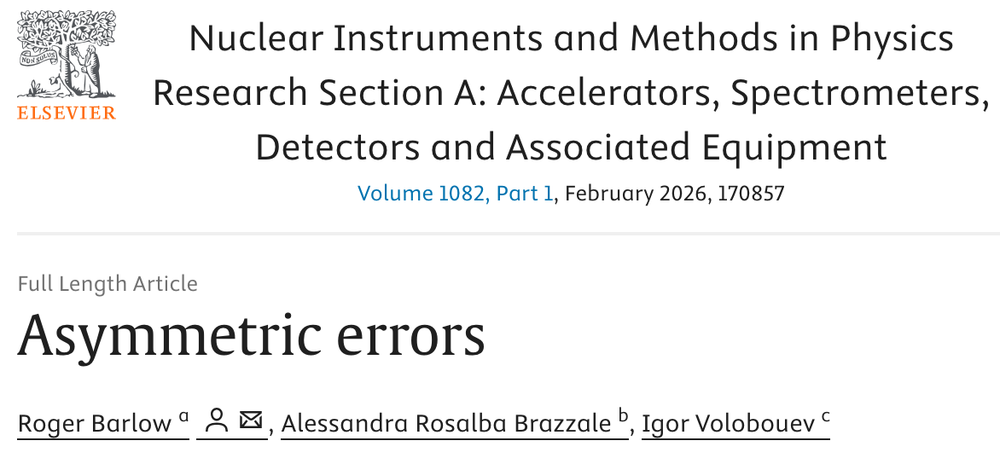 NON SOLUS
ELSEVIER
Nuclear Instruments and Methods in Physics
Research Section A: Accelerators, Spectrometers,
Detectors and Associated Equipment
Volume 1082, Part 1, February 2026, 170857
Full Length Article
Asymmetric errors
Roger Barlow a , Alessandra Rosalba Brazzale b, Igor Volobouev c